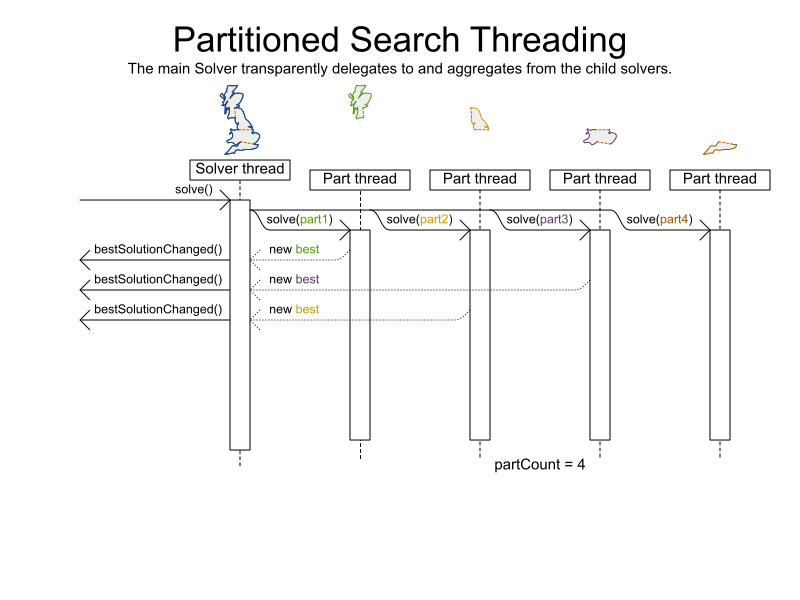 Partitioned Search Threading
The main Solver transparently delegates to and aggregates from the child solvers.
Solver thread
Part thread
Part thread
Part thread
Part thread
solve()
solve(part1)
solve(part2)
solve(part3)
solve(part4)
bestSolutionChanged()
new best
bestSolutionChanged()
new best
bestSolutionChanged()
new best
partCount = 4